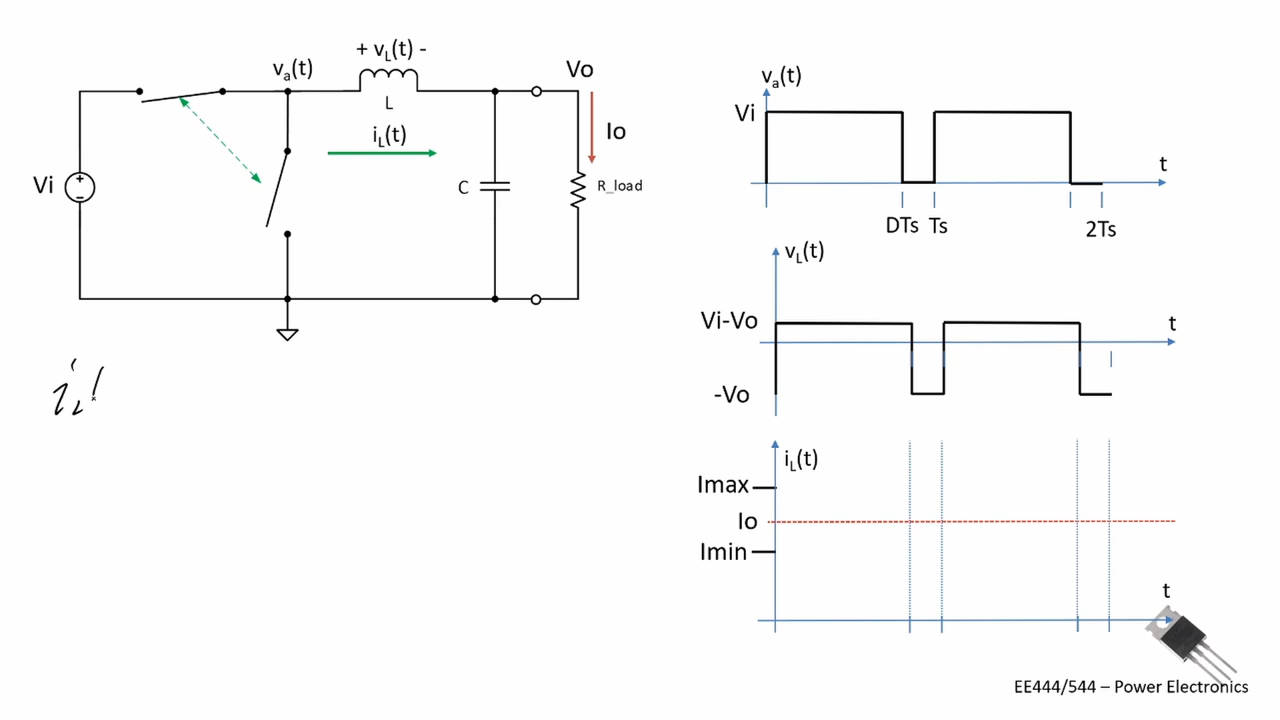 + vL(t) -
va(t)
Vo
L
Io
iL(t)
Vi
+
−
C
R_load
va(t)
Vi
t
DTs Ts
2Ts
vL(t)
Vi-Vo
t
-Vo
iL(t)
Imax
Io
Imin
t
EE444/544 – Power Electronics